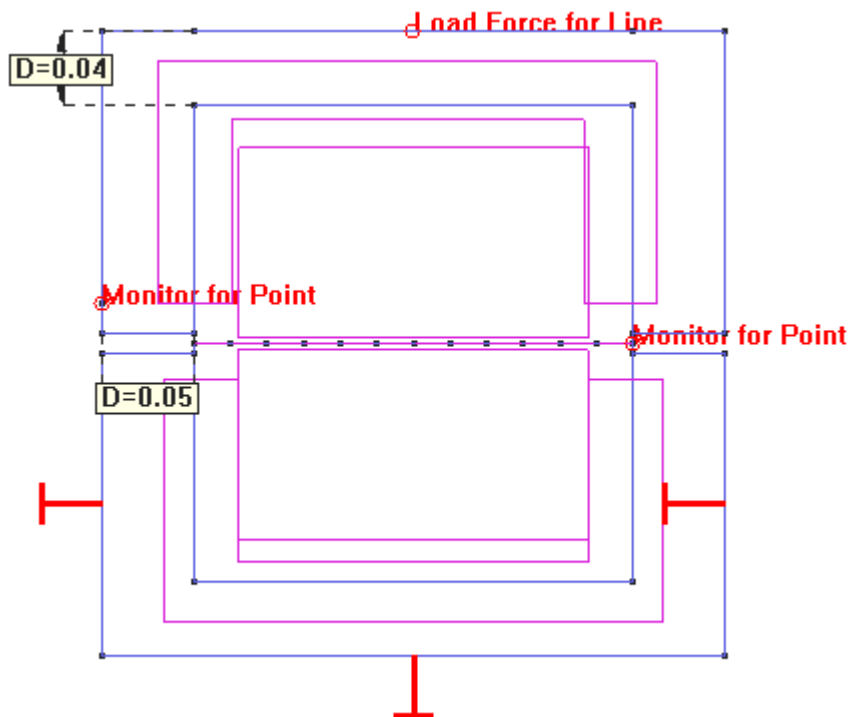 Load Force for Line
D=0.04
Monitor for Point
Monitor for Point
D=0.05